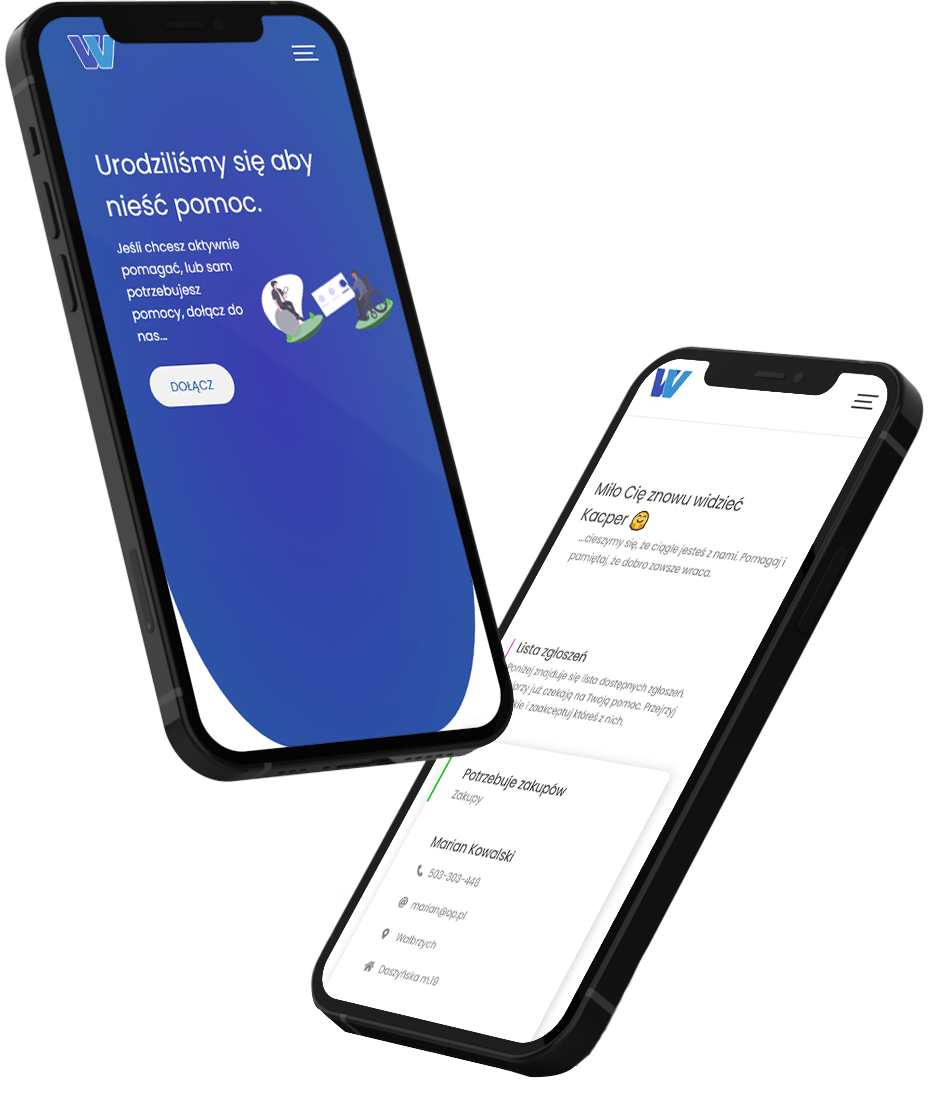 W
Urodziliśmy się aby
nieść pomoc.
Jeśli chcesz aktywnie
pomagać, lub sam
potrzebujesz
pomocy, dołącz do
nas...
DOŁĄCZ
W
Miło Cię znowu widzieć
Kacper 🤗
...cieszymy się, że ciągle jesteś z nami. Pomagaj i
pamiętaj, że dobro zawsze wraca.
Lista zgłoszeń
Poniżej znajduje się lista dostępnych zgłoszeń.
którzy już czekają na Twoją pomoc. Przejrzyj
i zaakceptuj któreś z nich.
Potrzebuje zakupów
Zakupy
Marian Kowalski
503-303-448
marian@op.pl
Wałbrzych
Daszyńska m.19